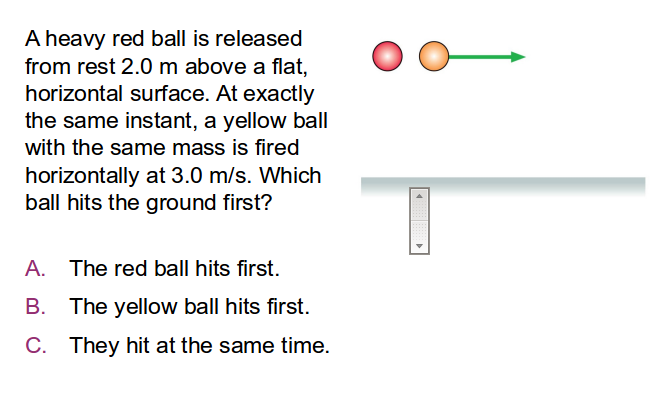 A heavy red ball is released
from rest 2.0 m above a flat,
horizontal surface. At exactly
the same instant, a yellow ball
with the same mass is fired
horizontally at 3.0 m/s. Which
ball hits the ground first?
A. The red ball hits first.
B. The yellow ball hits first.
C. They hit at the same time.